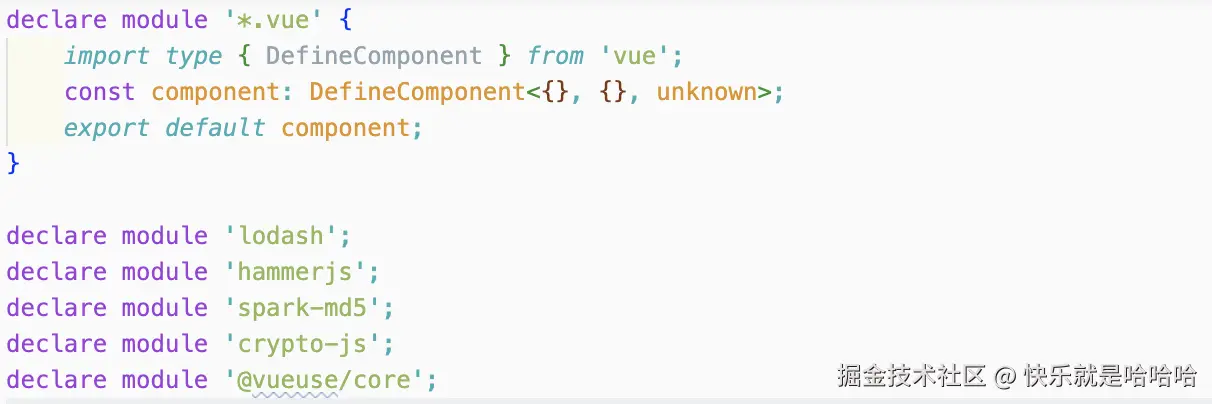 declare module '*.vue' {
    import type { DefineComponent } from 'vue';
    const component: DefineComponent<{}, {}, unknown>;
    export default component;
}

declare module 'lodash';
declare module 'hammerjs';
declare module 'spark-md5';
declare module 'crypto-js';
declare module '@vueuse/core';
掘金技术社区 @ 快乐就是哈哈哈